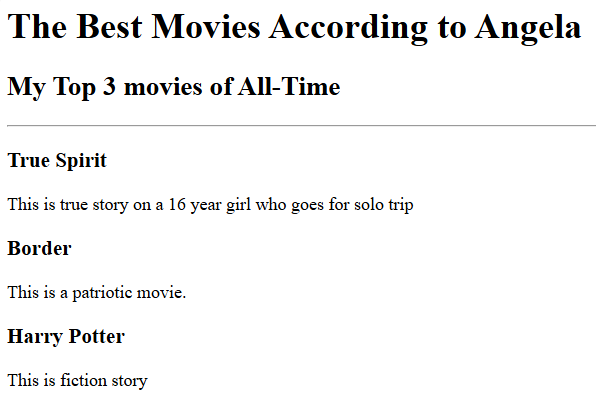 The Best Movies According to Angela
My Top 3 movies of All-Time
True Spirit
This is true story on a 16 year girl who goes for solo trip
Border
This is a patriotic movie.
Harry Potter
This is fiction story